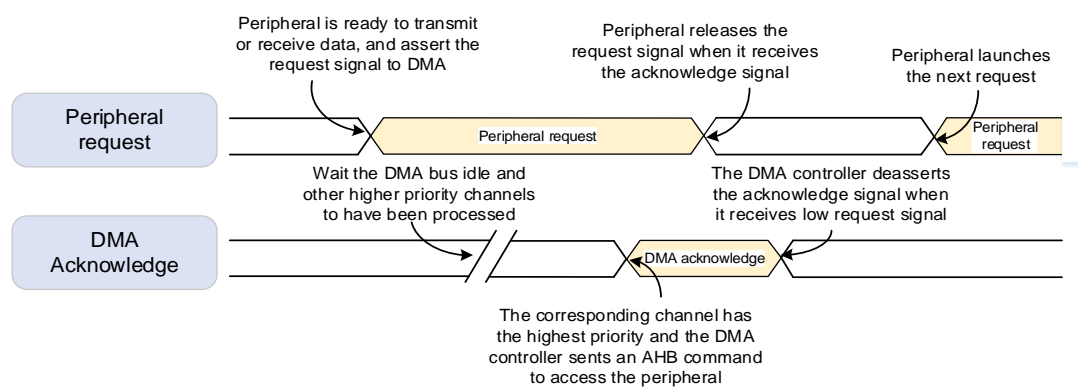 Peripheral is ready to transmit
or receive data, and assert the
request signal to DMA
Peripheral releases the
request signal when it receives
the acknowledge signal
Peripheral launches
the next request
Peripheral
request
Peripheral request
Peripheral
request
Wait the DMA bus idle and
other higher priority channels
to have been processed
The DMA controller deasserts
the acknowledge signal when
it receives low request signal
DMA
Acknowledge
DMA acknowledge
The corresponding channel has
the highest priority and the DMA
controller sents an AHB command
to access the peripheral